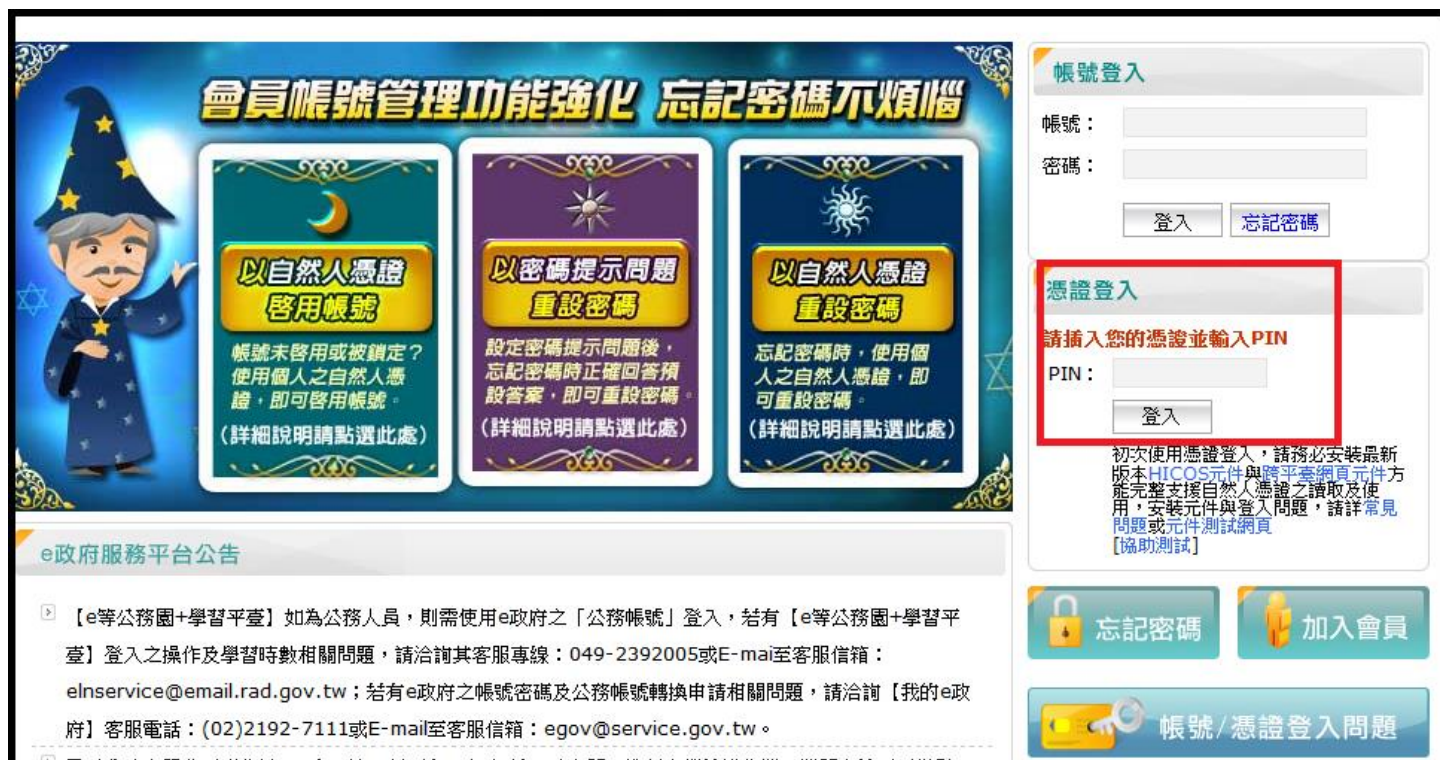 會員帳號管理功能強化 忘記密碼不煩惱
以自然人憑證
啓用帳號
帳號未啓用或被鎖定？
使用個人之自然人憑
證，即可啓用帳號。
(詳細說明請點選此處)
以密碼提示問題
重設密碼
設定密碼提示問題後，
忘記密碼時正確回答預
設答案，即可重設密碼。
(詳細說明請點選此處)
以自然人憑證
重設密碼
忘記密碼時，使用個
人之自然人憑證，即
可重設密碼。
(詳細說明請點選此處)
帳號登入
帳號：
密碼：
登入 忘記密碼
憑證登入
請插入您的憑證並輸入PIN
PIN：
登入
初次使用憑證登入，請務必安裝最新
版本HICOS元件與跨平臺網頁元件方
能完整支援自然人憑證之讀取及使
用，安裝元件與登入問題，請詳常見
問題或元件測試網頁
[協助測試]
忘記密碼
加入會員
帳號/憑證登入問題
e政府服務平台公告
【e等公務園+學習平臺】如為公務人員，則需使用e政府之「公務帳號」登入，若有【e等公務園+學習平
臺】登入之操作及學習時數相關問題，請洽詢其客服專線：049-2392005或E-mai至客服信箱：
elnservice@email.rad.gov.tw；若有e政府之帳號密碼及公務帳號轉換申請相關問題，請洽詢【我的e政
府】客服電話：(02)2192-7111或E-mail至客服信箱：egov@service.gov.tw。